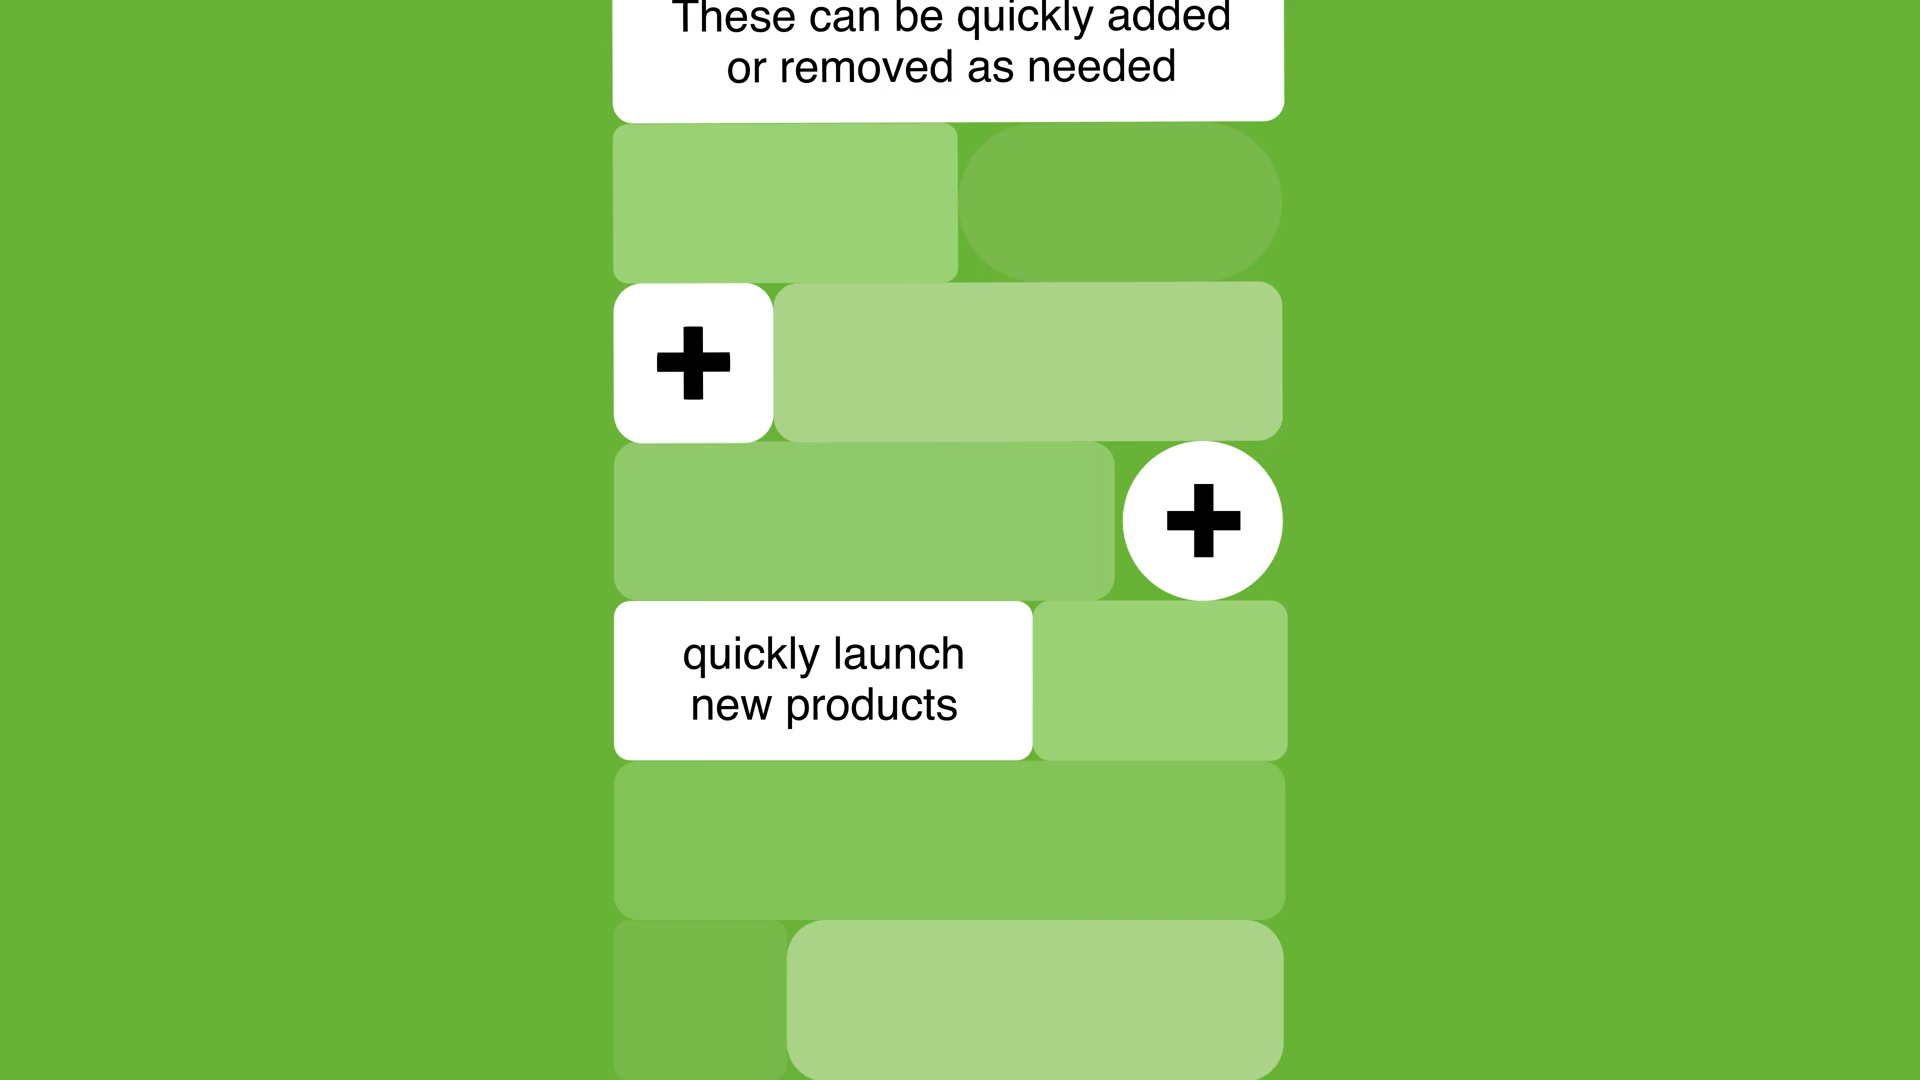 These can be quickly added
or removed as needed
+
+
quickly launch
new products